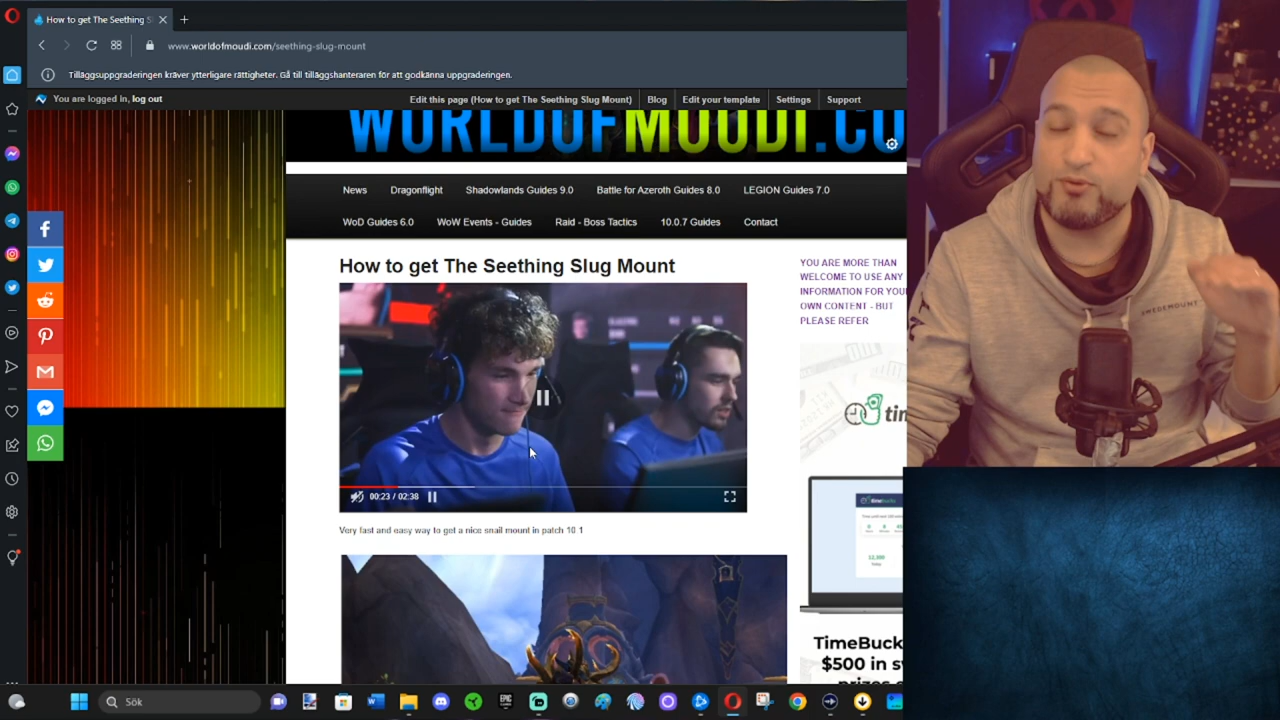 How to get The Seething S
www.worldofmoudi.com/seething-slug-mount
Tilläggsuppgraderingen kräver ytterligare rättigheter. Gå till tilläggshanteraren för att godkänna uppgraderingen.
You are logged in, log out
Edit this page (How to get The Seething Slug Mount)
Blog
Edit your template
Settings
Support
WORLDOFMOUDI.CO
News
Dragonflight
Shadowlands Guides 9.0
Battle for Azeroth Guides 8.0
LEGION Guides 7.0
WoD Guides 6.0
WoW Events - Guides
Raid - Boss Tactics
10.0.7 Guides
Contact
How to get The Seething Slug Mount
YOU ARE MORE THAN
WELCOME TO USE ANY
INFORMATION FOR YOUR
OWN CONTENT - BUT
PLEASE REFER
00:23 / 02:38
Very fast and easy way to get a nice snail mount in patch 10.1
SWEDEMOUNT
TimeBuck
$500 in sw
prizes
Sök
EPIC